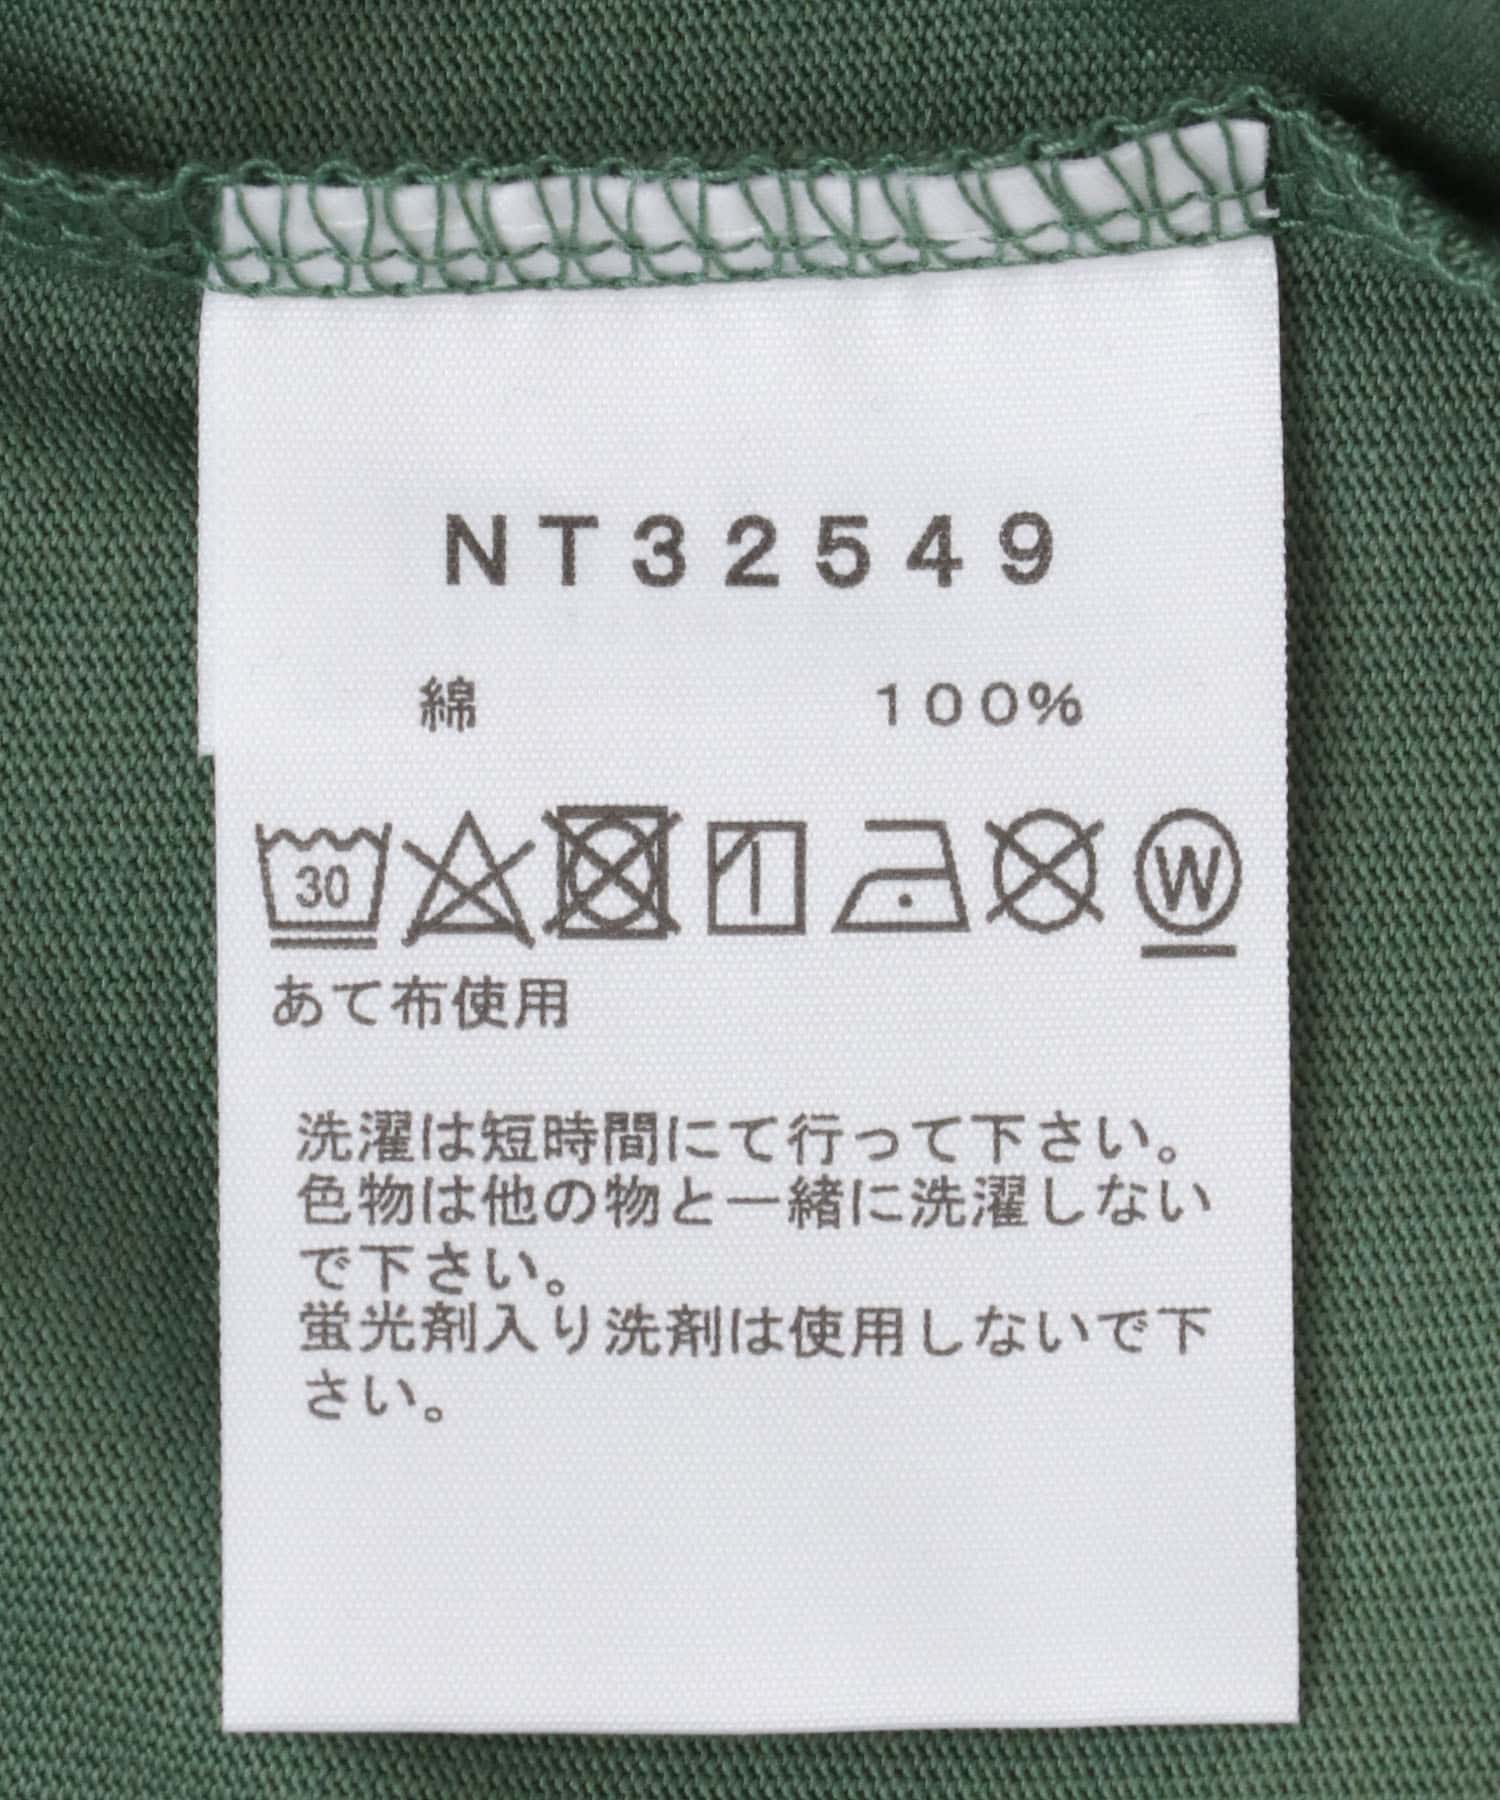 NT32549
綿 100%
30 W
あて布使用
洗濯は短時間にて行って下さい。
色物は他の物と一緒に洗濯しない
で下さい。
蛍光剤入り洗剤は使用しないで下
さい。